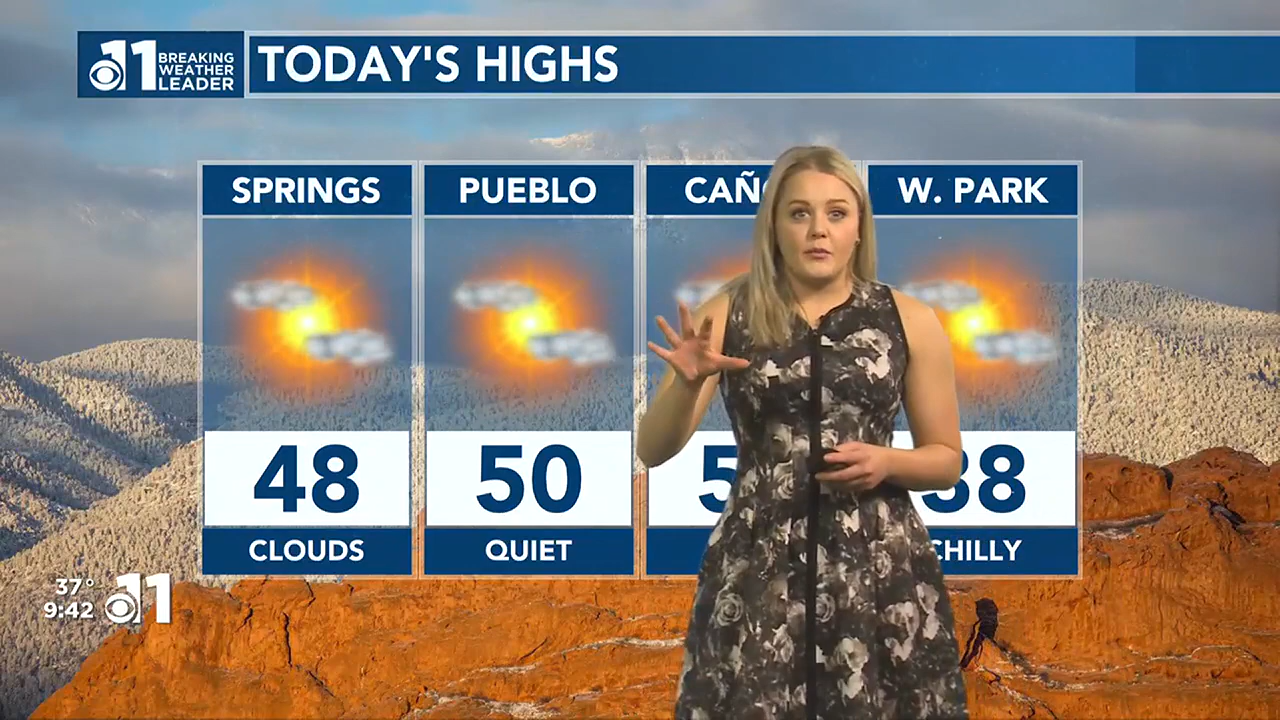 11 BREAKING WEATHER LEADER
TODAY'S HIGHS
SPRINGS
PUEBLO
W. PARK
48
50
CLOUDS
QUIET
CHILLY
37°
9:42
11